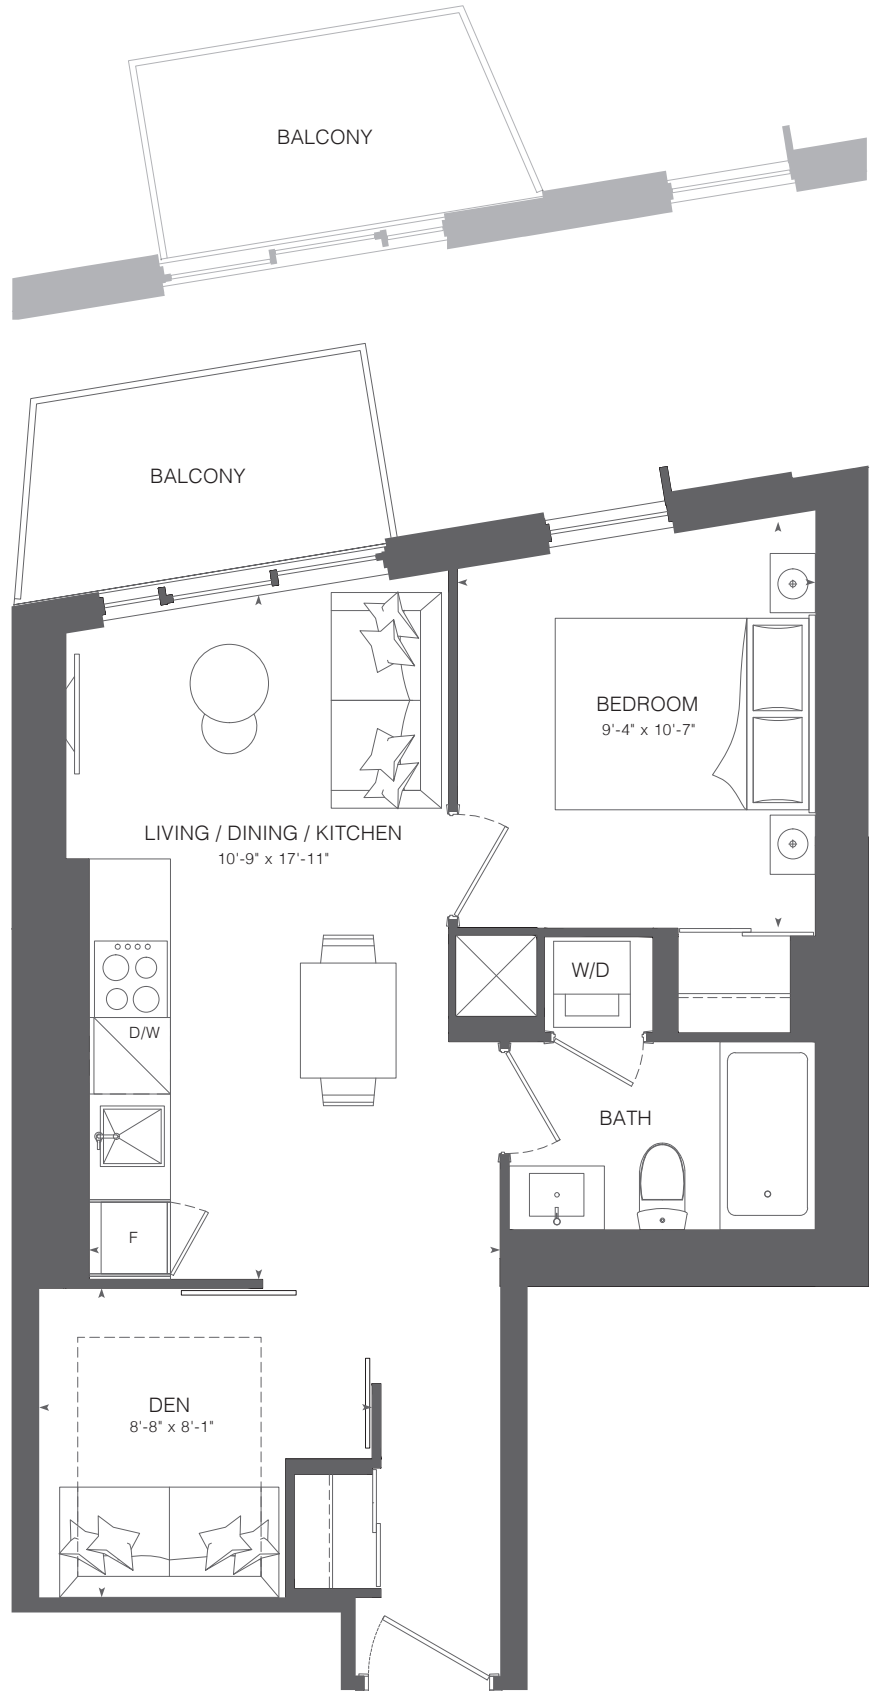 BALCONY
BALCONY
BEDROOM
9'-4" x 10'-7"
LIVING / DINING / KITCHEN
10'-9" x 17'-11"
W/D
D/W
BATH
F
DEN
8'-8" x 8'-1"